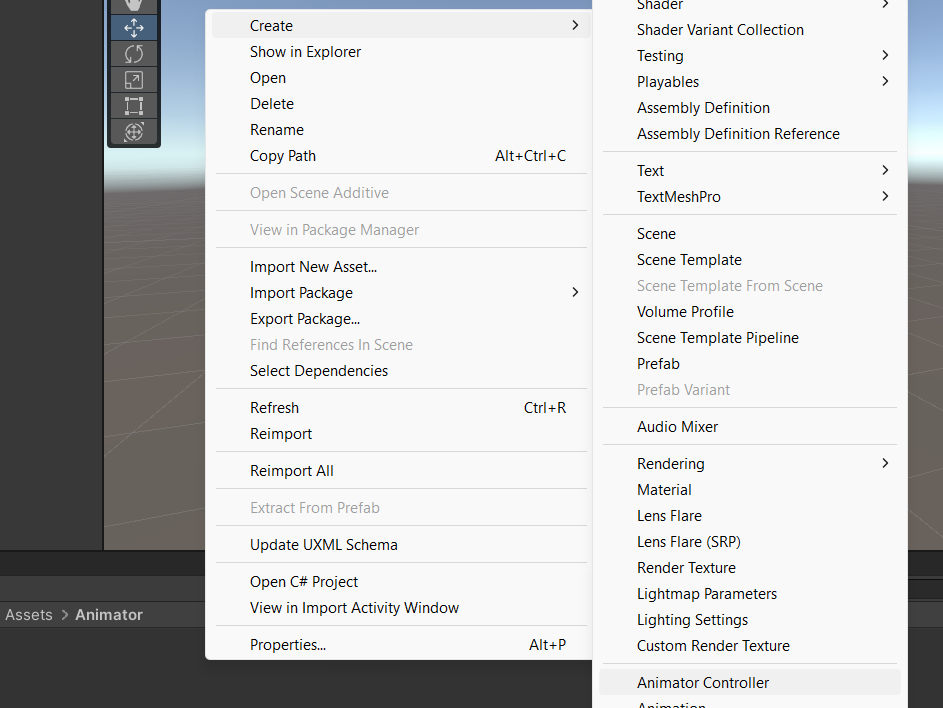 Create
Show in Explorer
Open
Delete
Rename
Copy Path Alt+Ctrl+C
Open Scene Additive
View in Package Manager
Import New Asset...
Import Package
Export Package...
Find References In Scene
Select Dependencies
Refresh Ctrl+R
Reimport
Reimport All
Extract From Prefab
Update UXML Schema
Open C# Project
View in Import Activity Window
Properties... Alt+P
Shader
Shader Variant Collection
Testing
Playables
Assembly Definition
Assembly Definition Reference
Text
TextMeshPro
Scene
Scene Template
Scene Template From Scene
Volume Profile
Scene Template Pipeline
Prefab
Prefab Variant
Audio Mixer
Rendering
Material
Lens Flare
Lens Flare (SRP)
Render Texture
Lightmap Parameters
Lighting Settings
Custom Render Texture
Animator Controller
Animation
Assets > Animator